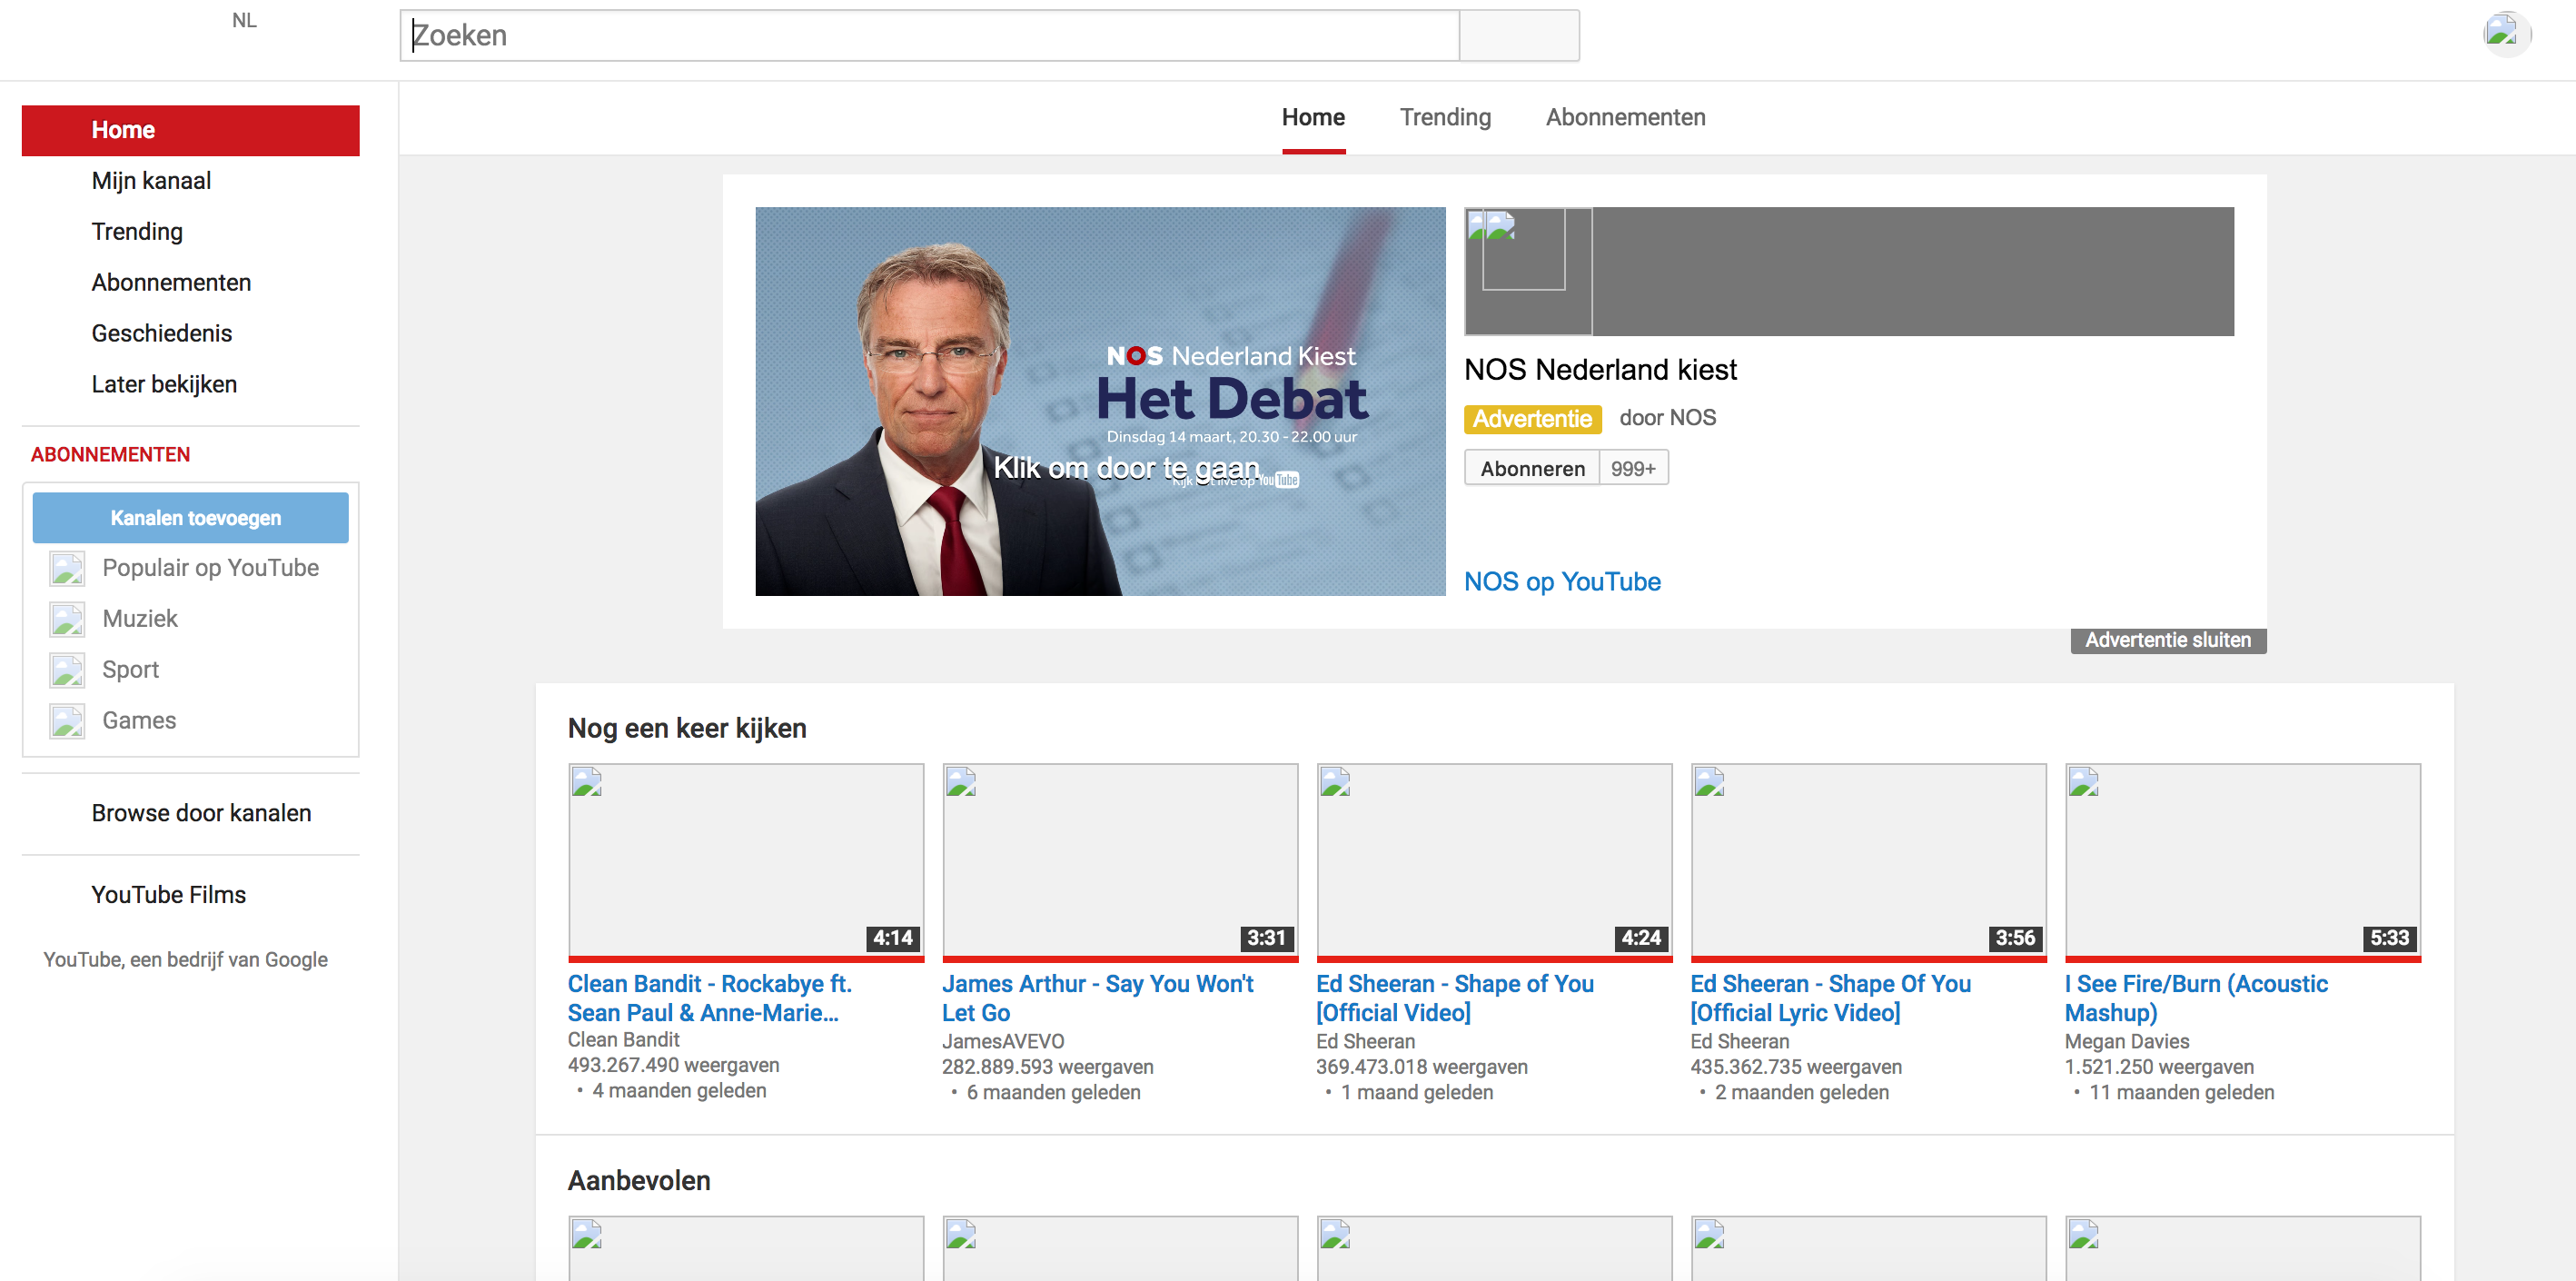 NL
Zoeken
Home
Mijn kanaal
Trending
Abonnementen
Geschiedenis
Later bekijken
ABONNEMENTEN
Kanalen toevoegen
Populair op YouTube
Muziek
Sport
Games
Browse door kanalen
YouTube Films
YouTube, een bedrijf van Google
Home Trending Abonnementen
NOS Nederland Kiest
Het Debat
Dinsdag 14 maart, 20.30 - 22.00 uur
Klik om door te gaan
Kijk live op YouTube
NOS Nederland kiest
Advertentie door NOS
Abonneren 999+
NOS op YouTube
Advertentie sluiten
Nog een keer kijken
4:14
Clean Bandit - Rockabye ft.
Sean Paul & Anne-Marie...
Clean Bandit
493.267.490 weergaven
• 4 maanden geleden
3:31
James Arthur - Say You Won't
Let Go
JamesAVEVO
282.889.593 weergaven
• 6 maanden geleden
4:24
Ed Sheeran - Shape of You
[Official Video]
Ed Sheeran
369.473.018 weergaven
• 1 maand geleden
3:56
Ed Sheeran - Shape Of You
[Official Lyric Video]
Ed Sheeran
435.362.735 weergaven
• 2 maanden geleden
5:33
I See Fire/Burn (Acoustic
Mashup)
Megan Davies
1.521.250 weergaven
• 11 maanden geleden
Aanbevolen